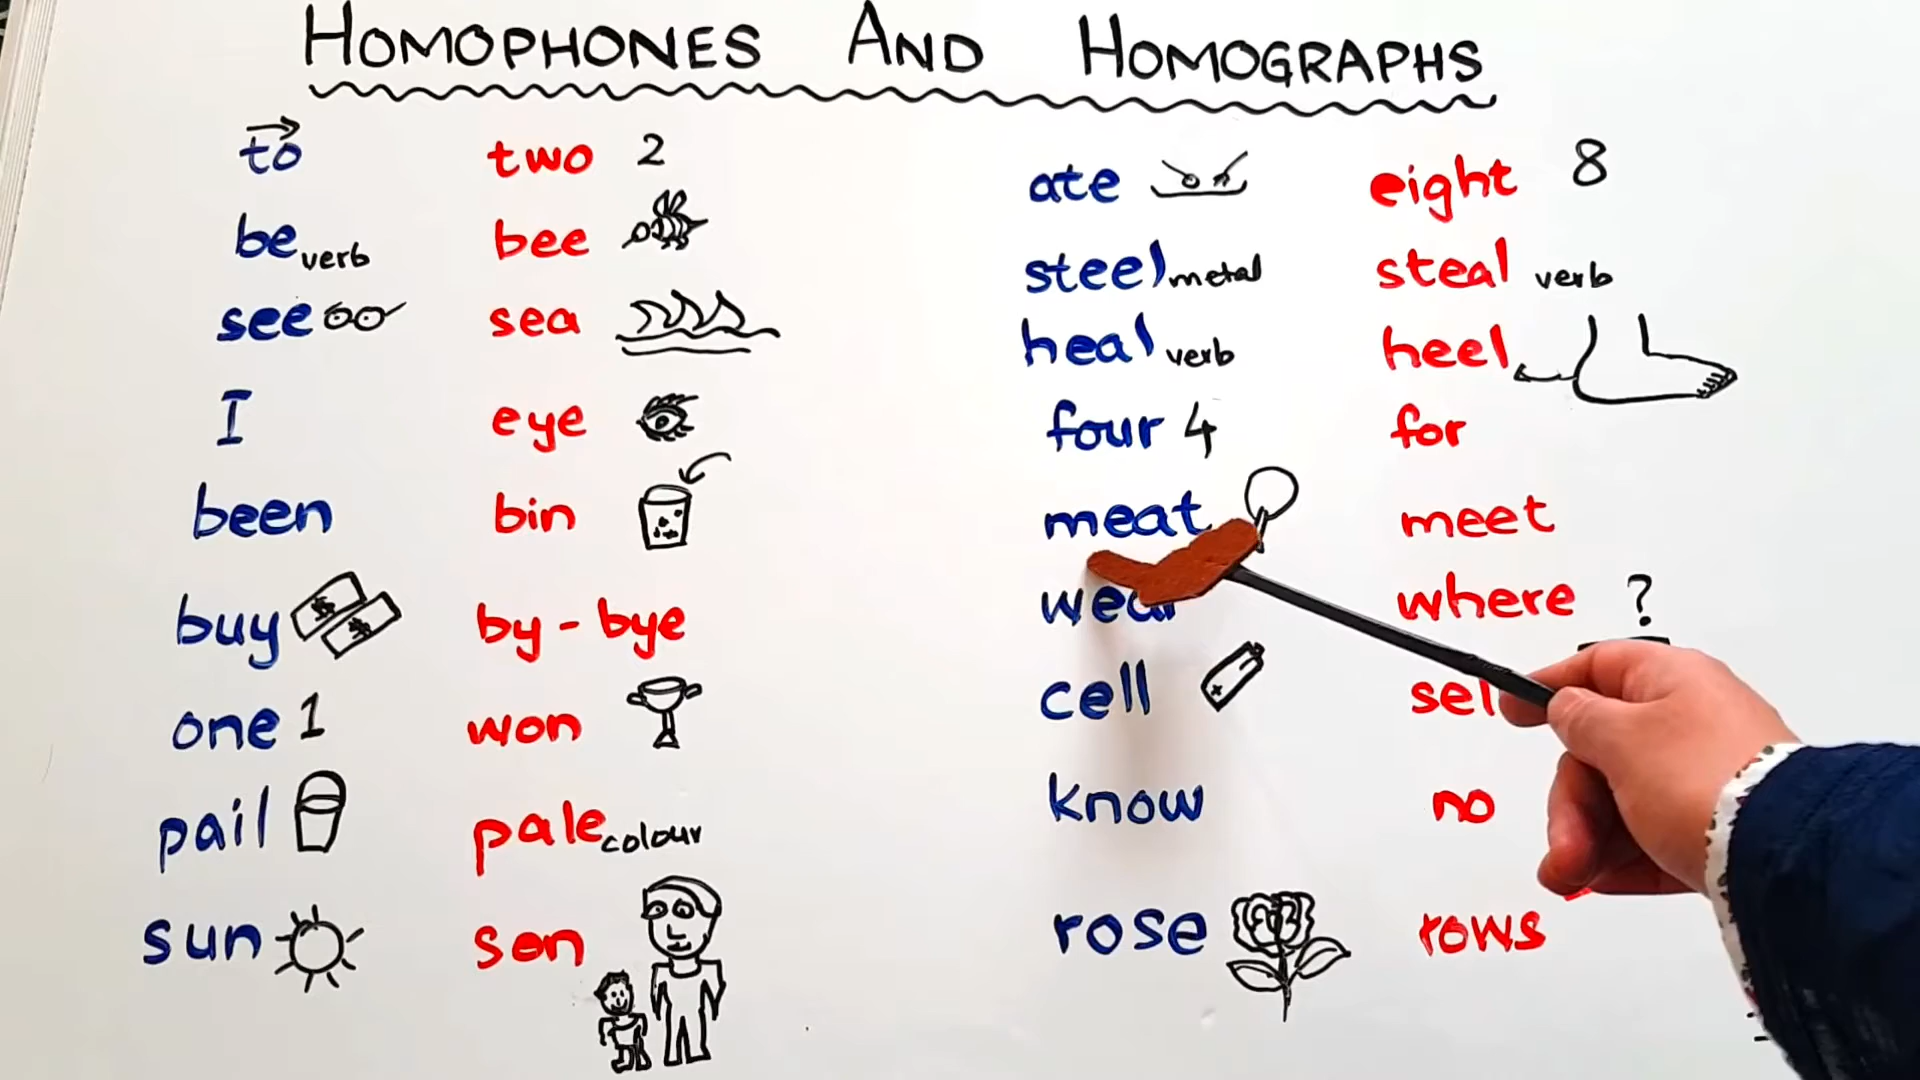 HOMOPHONES AND HOMOGRAPHS
to two 2
be verb bee
see sea
I eye
been bin
buy $ $ by - bye
one 1 won
pail pale colour
sun son
ate eight 8
steel metal steal verb
heal verb heel
four 4 for
meat meet
wear where ?
cell
know no
rose rows